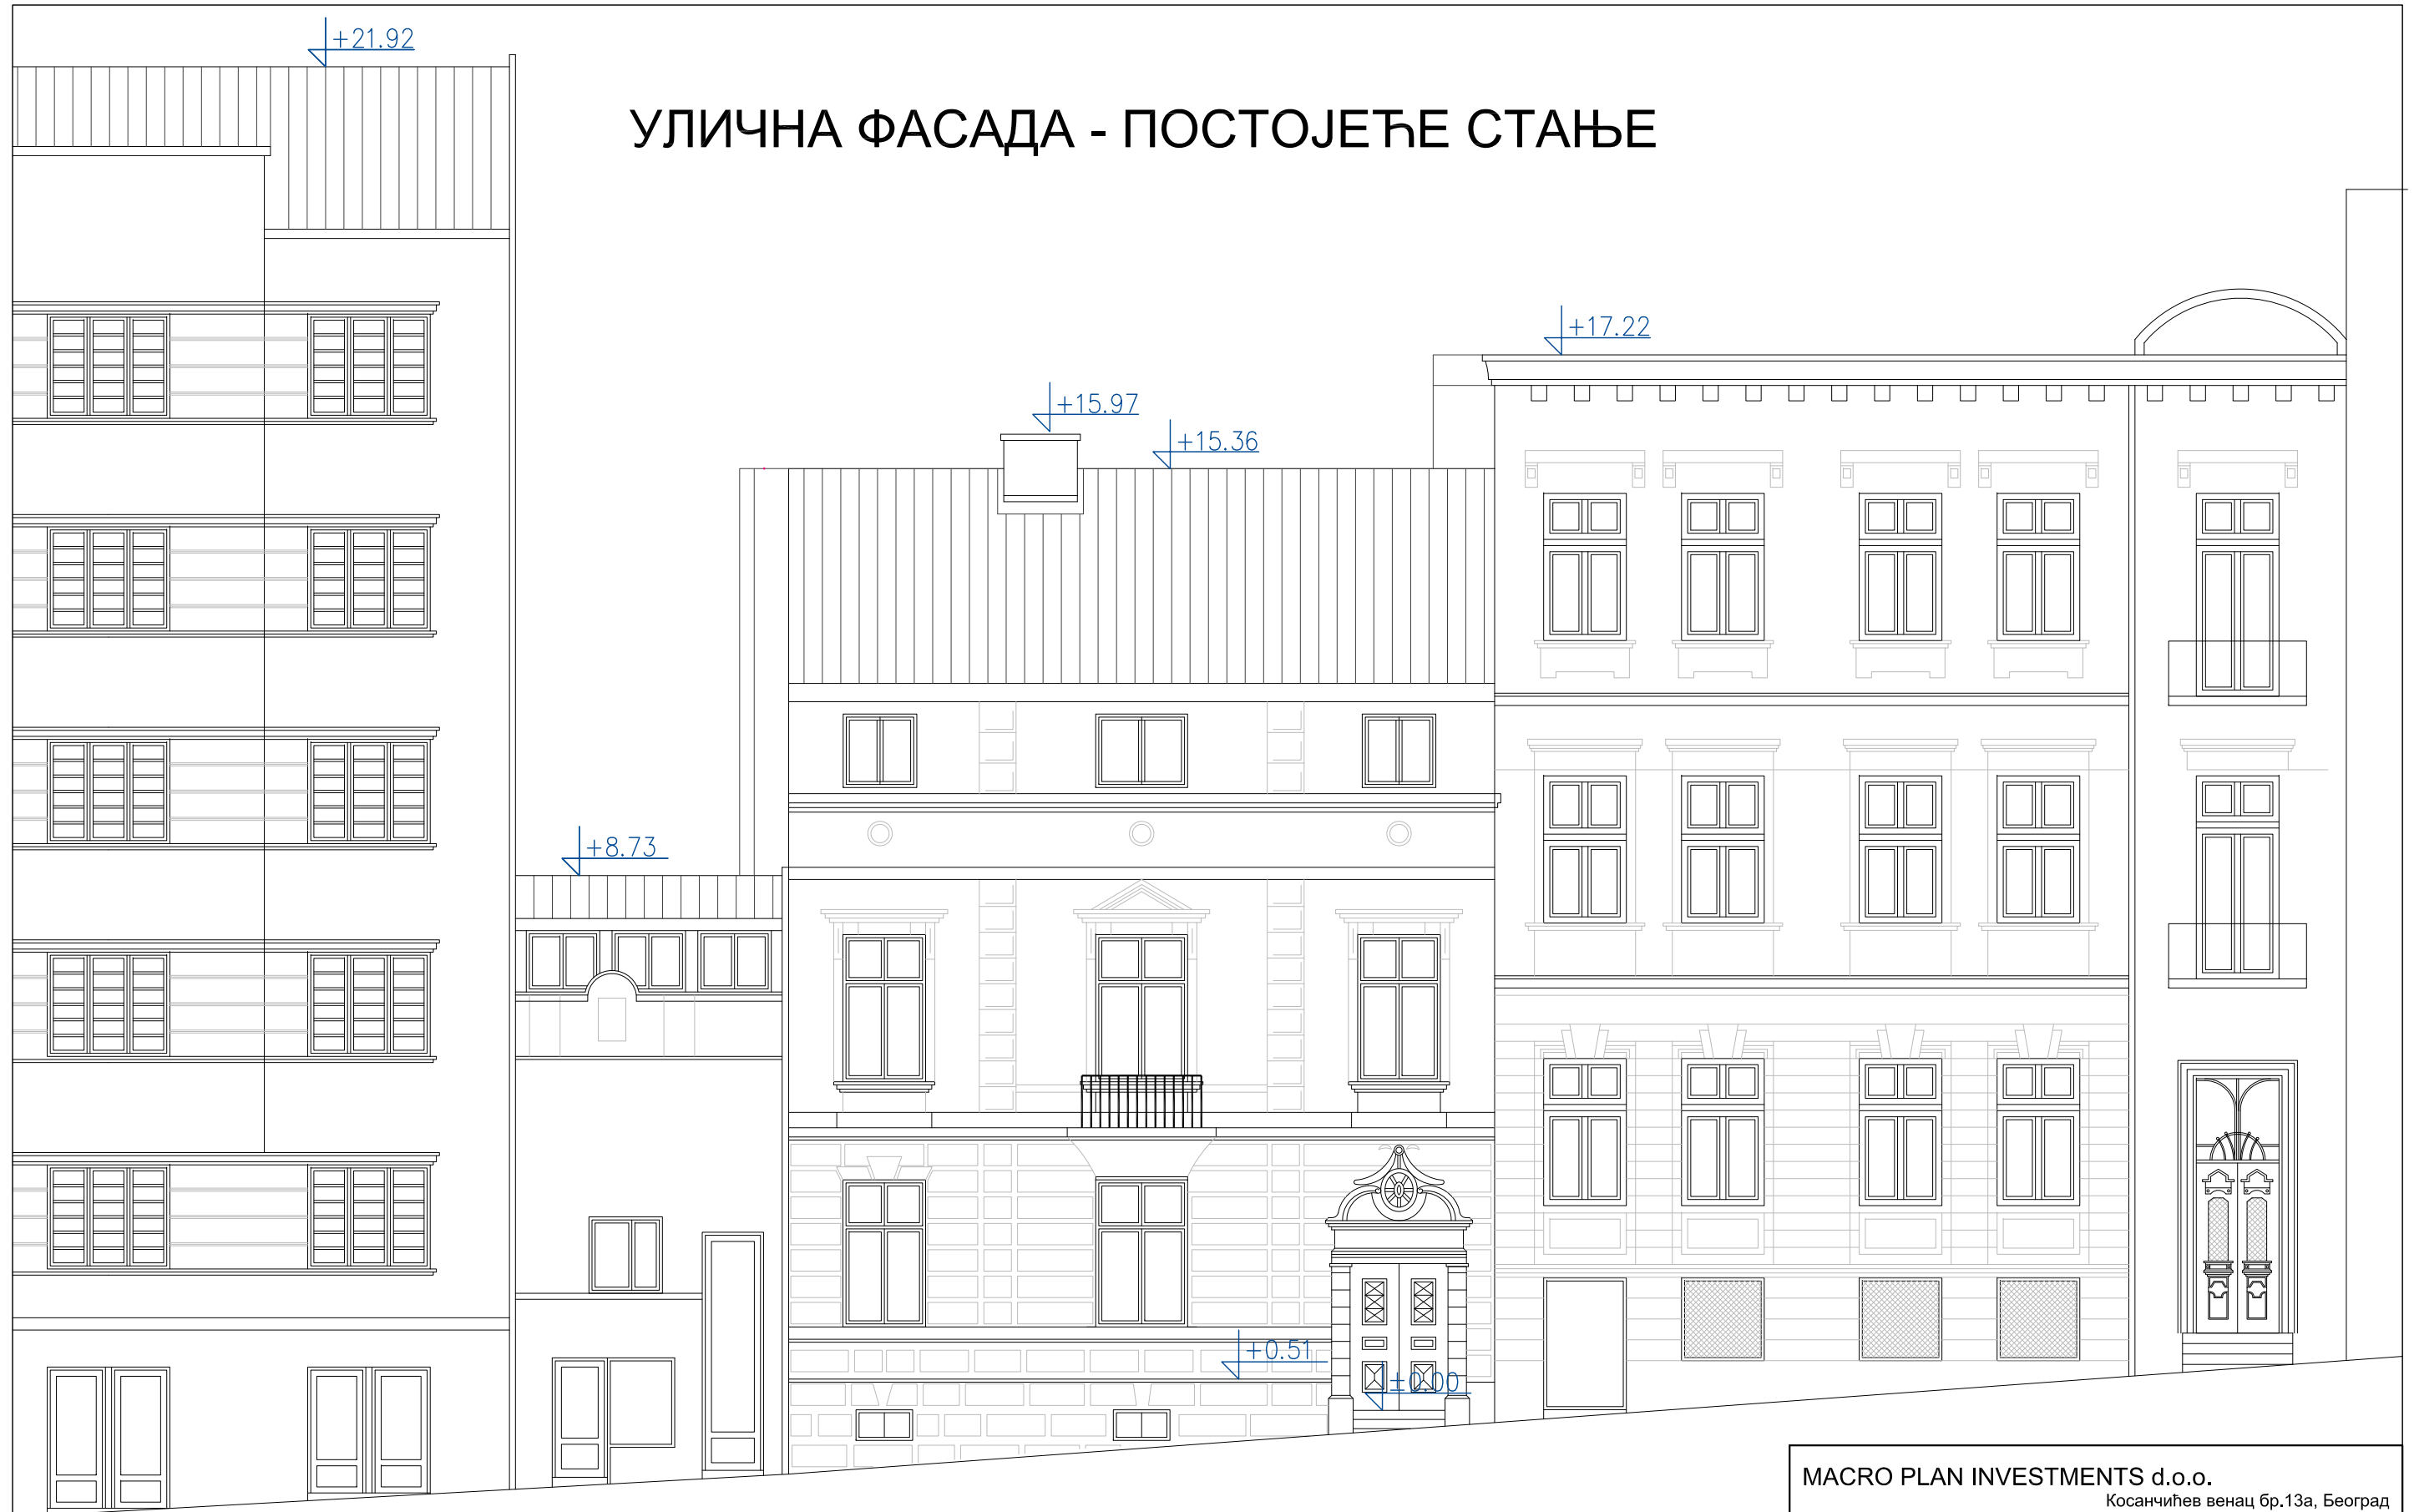 +21.92
УЛИЧНА ФАСАДА - ПОСТОЈЕЋЕ СТАЊЕ
+17.22
+15.97
+15.36
+8.73
+0.51
±0.00
MACRO PLAN INVESTMENTS d.o.o.
Косанчићев венац бр.13а, Београд